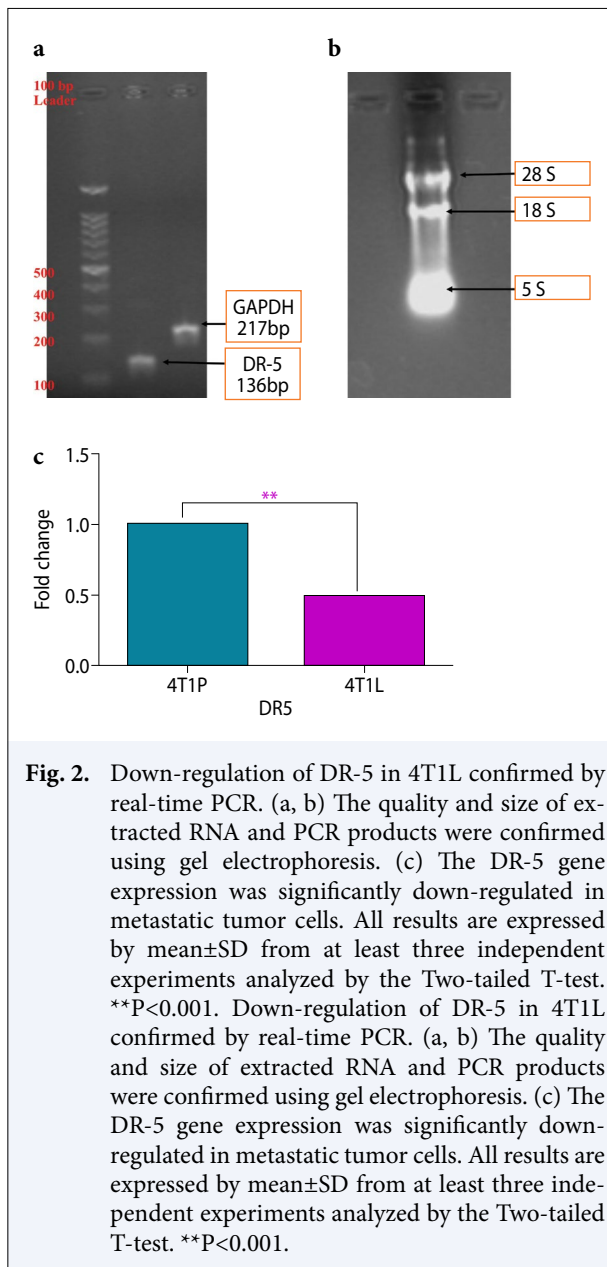 a
b
100 bp
Leader
500
400
300
200
100
GAPDH
217bp
DR-5
136bp
28 S
18 S
5 S
c
1.5
1.0
0.5
0.0
Fold change
**
4T1P
4T1L
DR5
Fig. 2. Down-regulation of DR-5 in 4T1L confirmed by
real-time PCR. (a, b) The quality and size of ex-
tracted RNA and PCR products were confirmed
using gel electrophoresis. (c) The DR-5 gene
expression was significantly down-regulated in
metastatic tumor cells. All results are expressed
by mean±SD from at least three independent
experiments analyzed by the Two-tailed T-test.
**P<0.001. Down-regulation of DR-5 in 4T1L
confirmed by real-time PCR. (a, b) The quality
and size of extracted RNA and PCR products
were confirmed using gel electrophoresis. (c) The
DR-5 gene expression was significantly down-
regulated in metastatic tumor cells. All results are
expressed by mean±SD from at least three inde-
pendent experiments analyzed by the Two-tailed
T-test. **P<0.001.